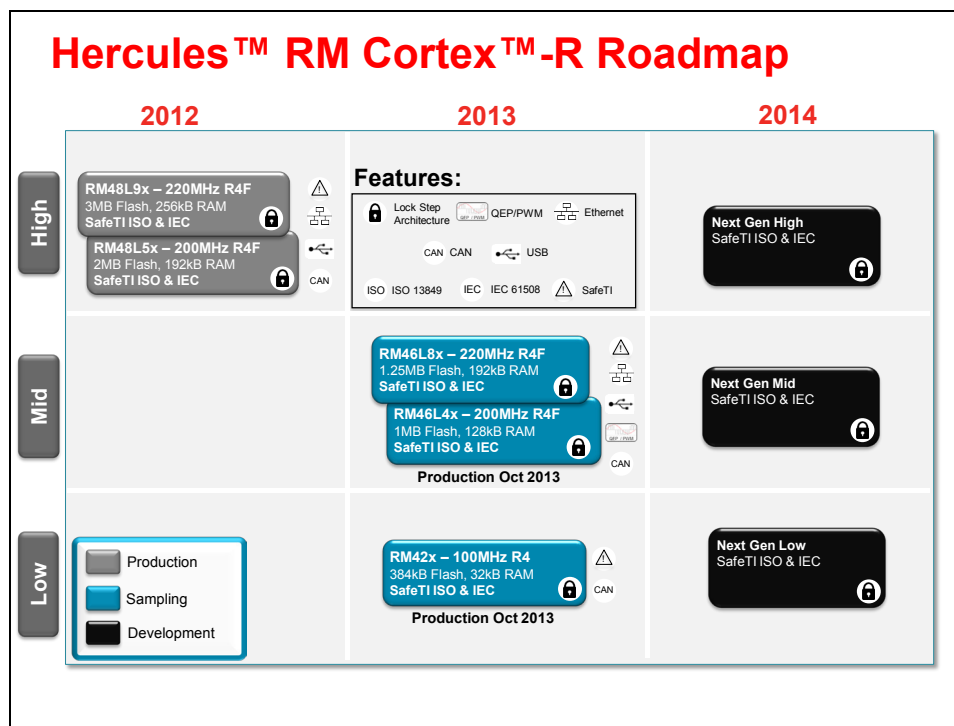 Hercules™ RM Cortex™-R Roadmap
2012
2013
2014
High
RM48L9x – 220MHz R4F
3MB Flash, 256kB RAM
SafeTI ISO & IEC
RM48L5x – 200MHz R4F
2MB Flash, 192kB RAM
SafeTI ISO & IEC
CAN
Features:
Lock Step
Architecture
QEP / PWM
QEP/PWM
Ethernet
CAN CAN
USB
ISO ISO 13849
IEC IEC 61508
SafeTI
Next Gen High
SafeTI ISO & IEC
Mid
RM46L8x – 220MHz R4F
1.25MB Flash, 192kB RAM
SafeTI ISO & IEC
RM46L4x – 200MHz R4F
1MB Flash, 128kB RAM
SafeTI ISO & IEC
QEP / PWM
CAN
Production Oct 2013
Next Gen Mid
SafeTI ISO & IEC
Low
Production
Sampling
Development
RM42x – 100MHz R4
384kB Flash, 32kB RAM
SafeTI ISO & IEC
CAN
Production Oct 2013
Next Gen Low
SafeTI ISO & IEC